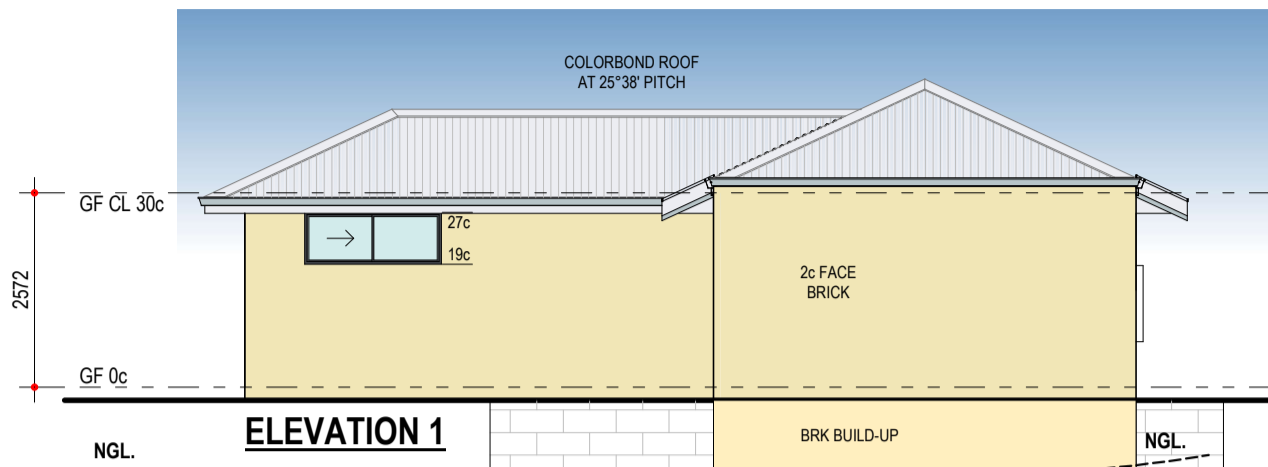 COLORBOND ROOF
AT 25°38' PITCH
GF CL 30c
27c
19c
2c FACE
BRICK
2572
GF 0c
ELEVATION 1
BRK BUILD-UP
NGL.
NGL.